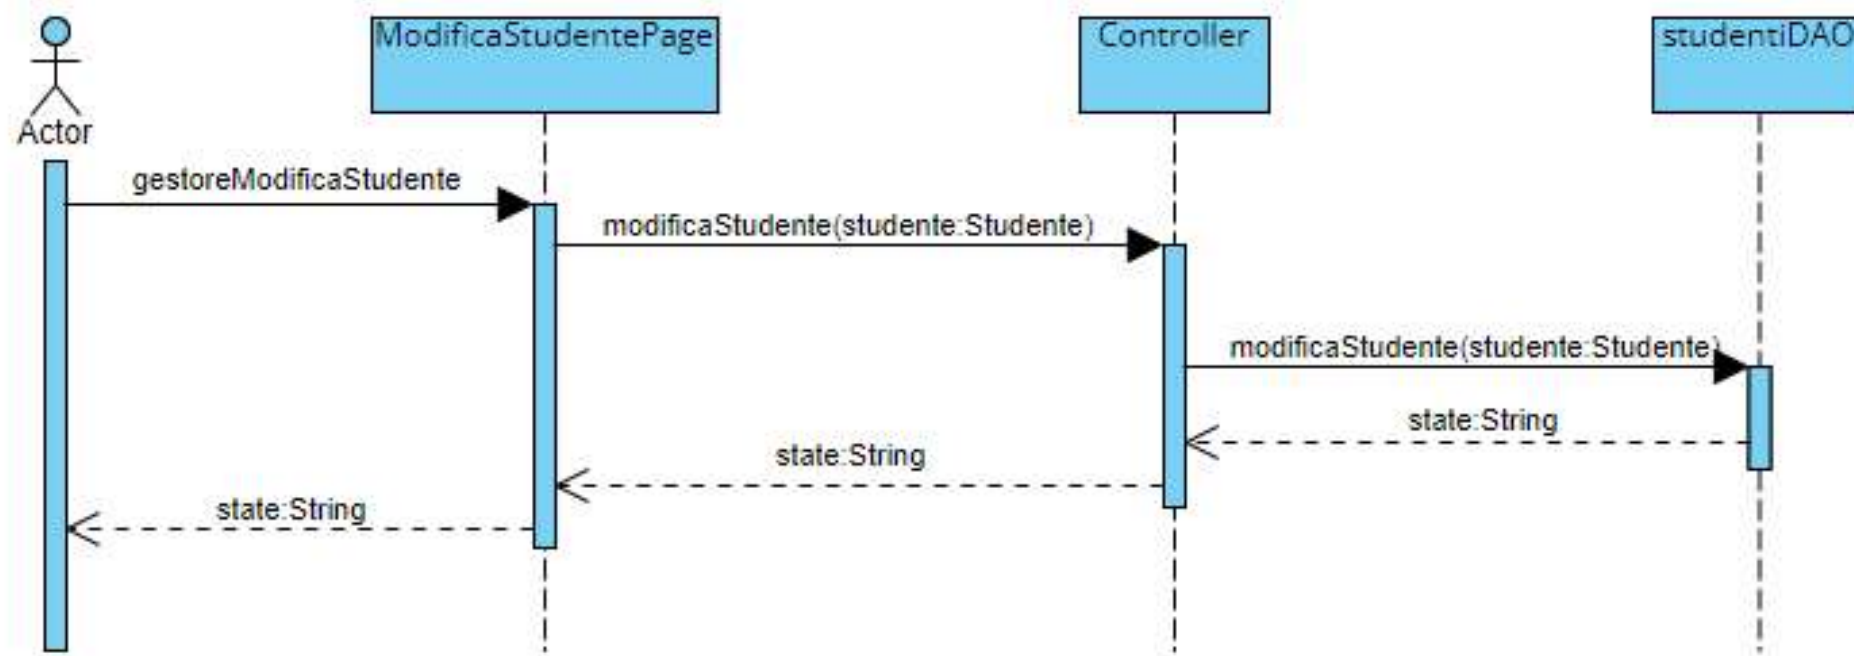 ModificaStudentePage
Controller
studentiDAO
Actor
gestoreModificaStudente
modificaStudente(studente:Studente)
modificaStudente(studente:Studente)
state:String
state:String
state:String